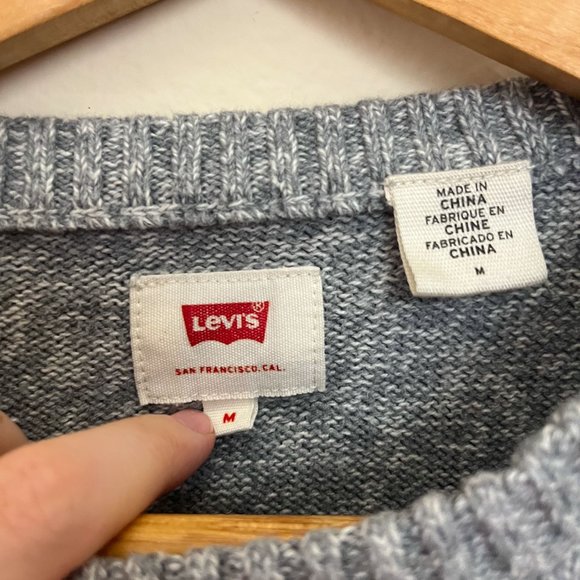 LEVI'S®
SAN FRANCISCO. CAL.
M
MADE IN
CHINA
FABRIQUE EN
CHINE
FABRICADO EN
CHINA
M